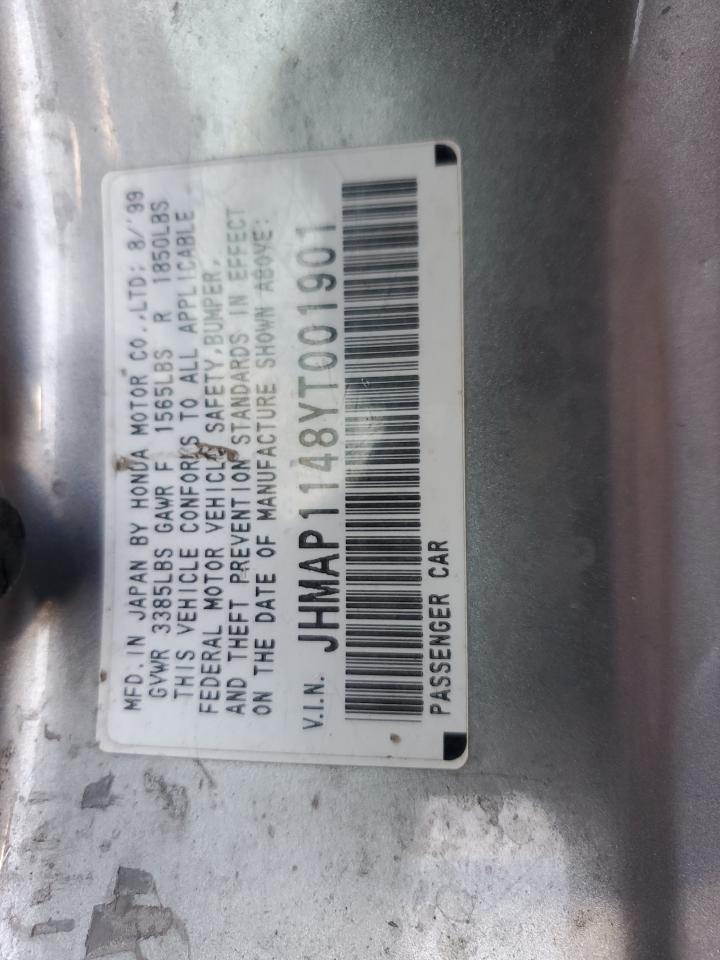 MFD. IN JAPAN BY HONDA MOTOR CO.,LTD; 8/'99
GVWR 3385LBS GAWR F 1565LBS R 1850LBS
THIS VEHICLE CONFORMS TO ALL APPLICABLE
FEDERAL MOTOR VEHICLE SAFETY,BUMPER,
AND THEFT PREVENTION STANDARDS IN EFFECT
ON THE DATE OF MANUFACTURE SHOWN ABOVE:
V.I.N. JHMAP1148YT001901
PASSENGER CAR